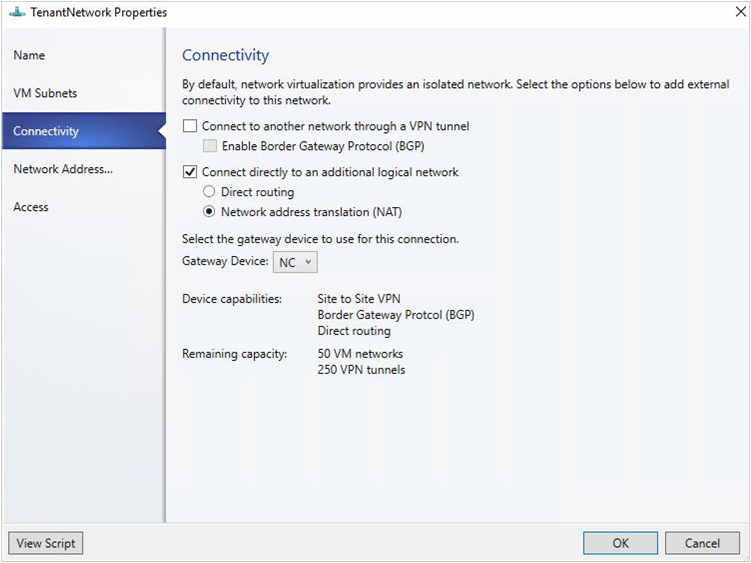 TenantNetwork Properties
Name
VM Subnets
Connectivity
Network Address...
Access
Connectivity
By default, network virtualization provides an isolated network. Select the options below to add external
connectivity to this network.
Connect to another network through a VPN tunnel
Enable Border Gateway Protocol (BGP)
Connect directly to an additional logical network
Direct routing
Network address translation (NAT)
Select the gateway device to use for this connection.
Gateway Device: NC
Device capabilities: Site to Site VPN
Border Gateway Protcol (BGP)
Direct routing
Remaining capacity: 50 VM networks
250 VPN tunnels
View Script OK Cancel